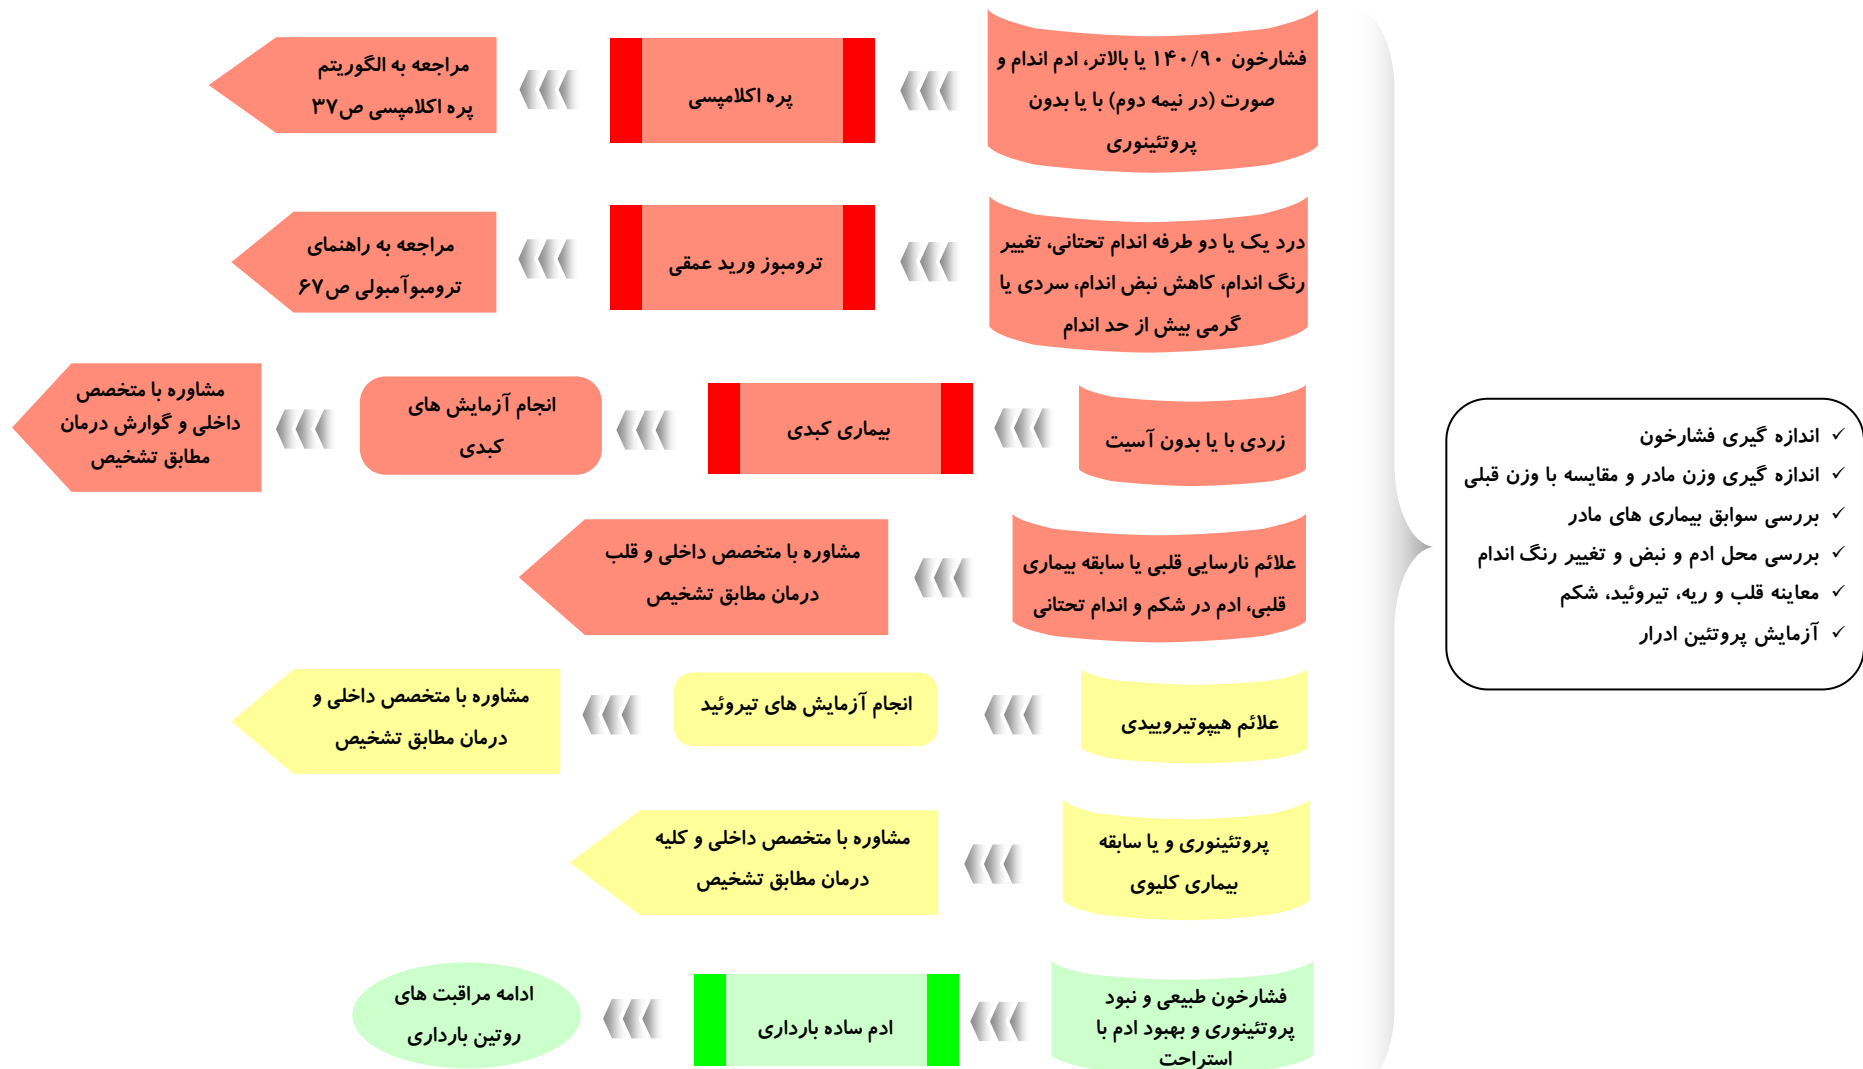 اندازه گیری فشارخون
اندازه گیری وزن مادر و مقایسه با وزن قبلی
بررسی سوابق بیماری های مادر
بررسی محل ادم و نبض و تغییر رنگ اندام
معاینه قلب و ریه، تیروئید، شکم
آزمایش پروتئین ادرار
فشارخون ۱۴۰/۹۰ یا بالاتر، ادم اندام و
صورت (در نیمه دوم) با یا بدون
پروتئینوری
پره اکلامپسی
مراجعه به الگوریتم
پره اکلامپسی ص۳۷
درد یک یا دو طرفه اندام تحتانی، تغییر
رنگ اندام، کاهش نبض اندام، سردی یا
گرمی بیش از حد اندام
ترومبوز ورید عمقی
مراجعه به راهنمای
ترومبوآمبولی ص۶۷
زردی با یا بدون آسیت
بیماری کبدی
انجام آزمایش های
کبدی
مشاوره با متخصص
داخلی و گوارش درمان
مطابق تشخیص
علائم نارسایی قلبی یا سابقه بیماری
قلبی، ادم در شکم و اندام تحتانی
مشاوره با متخصص داخلی و قلب
درمان مطابق تشخیص
علائم هیپوتیروییدی
انجام آزمایش های تیروئید
مشاوره با متخصص داخلی و
درمان مطابق تشخیص
پروتئینوری و یا سابقه
بیماری کلیوی
مشاوره با متخصص داخلی و کلیه
درمان مطابق تشخیص
فشارخون طبیعی و نبود
پروتئینوری و بهبود ادم با
استراحت
ادم ساده بارداری
ادامه مراقبت های
روتین بارداری